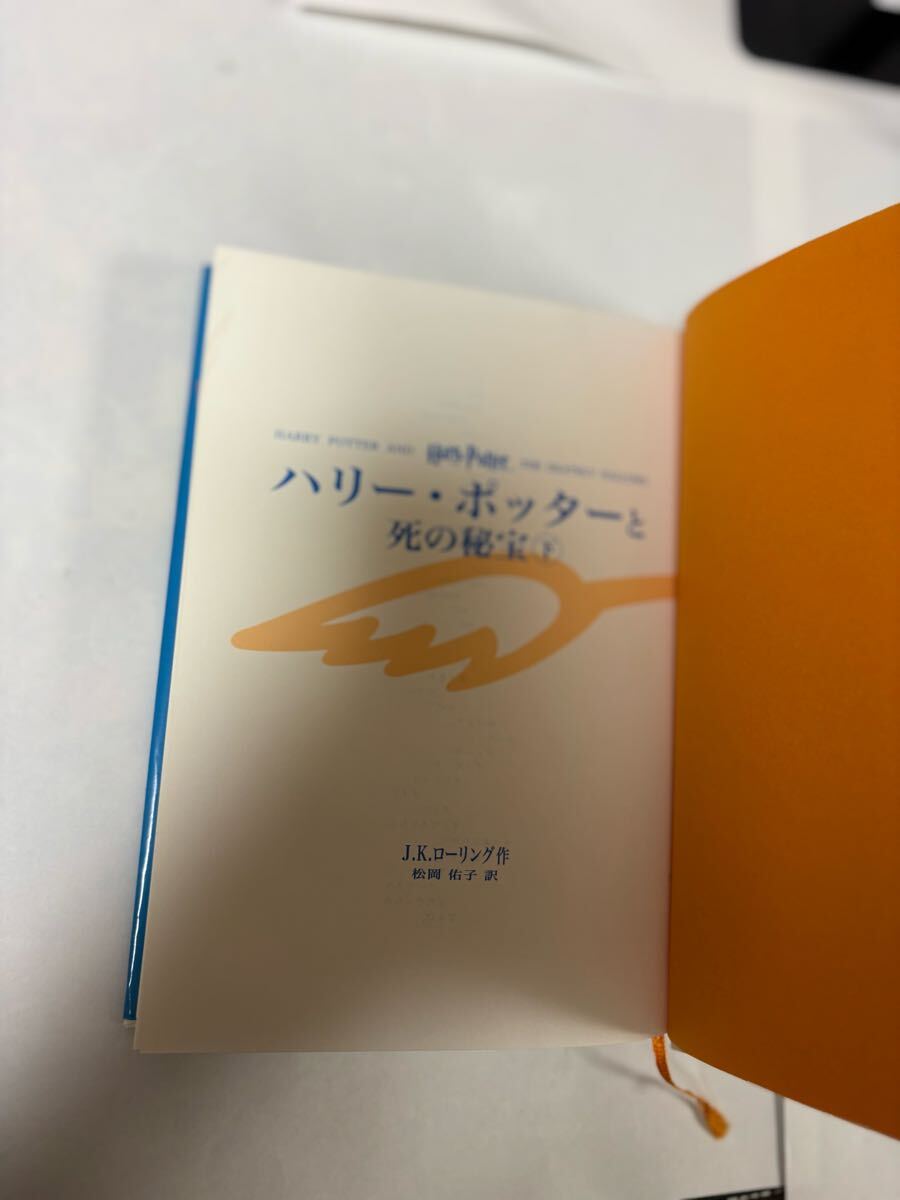 HARRY POTTER AND Harry Potter THE DEATHLY HALLOWS
ハリー・ポッターと
死の秘宝 下
J.K.ローリング作
松岡 佑子 訳